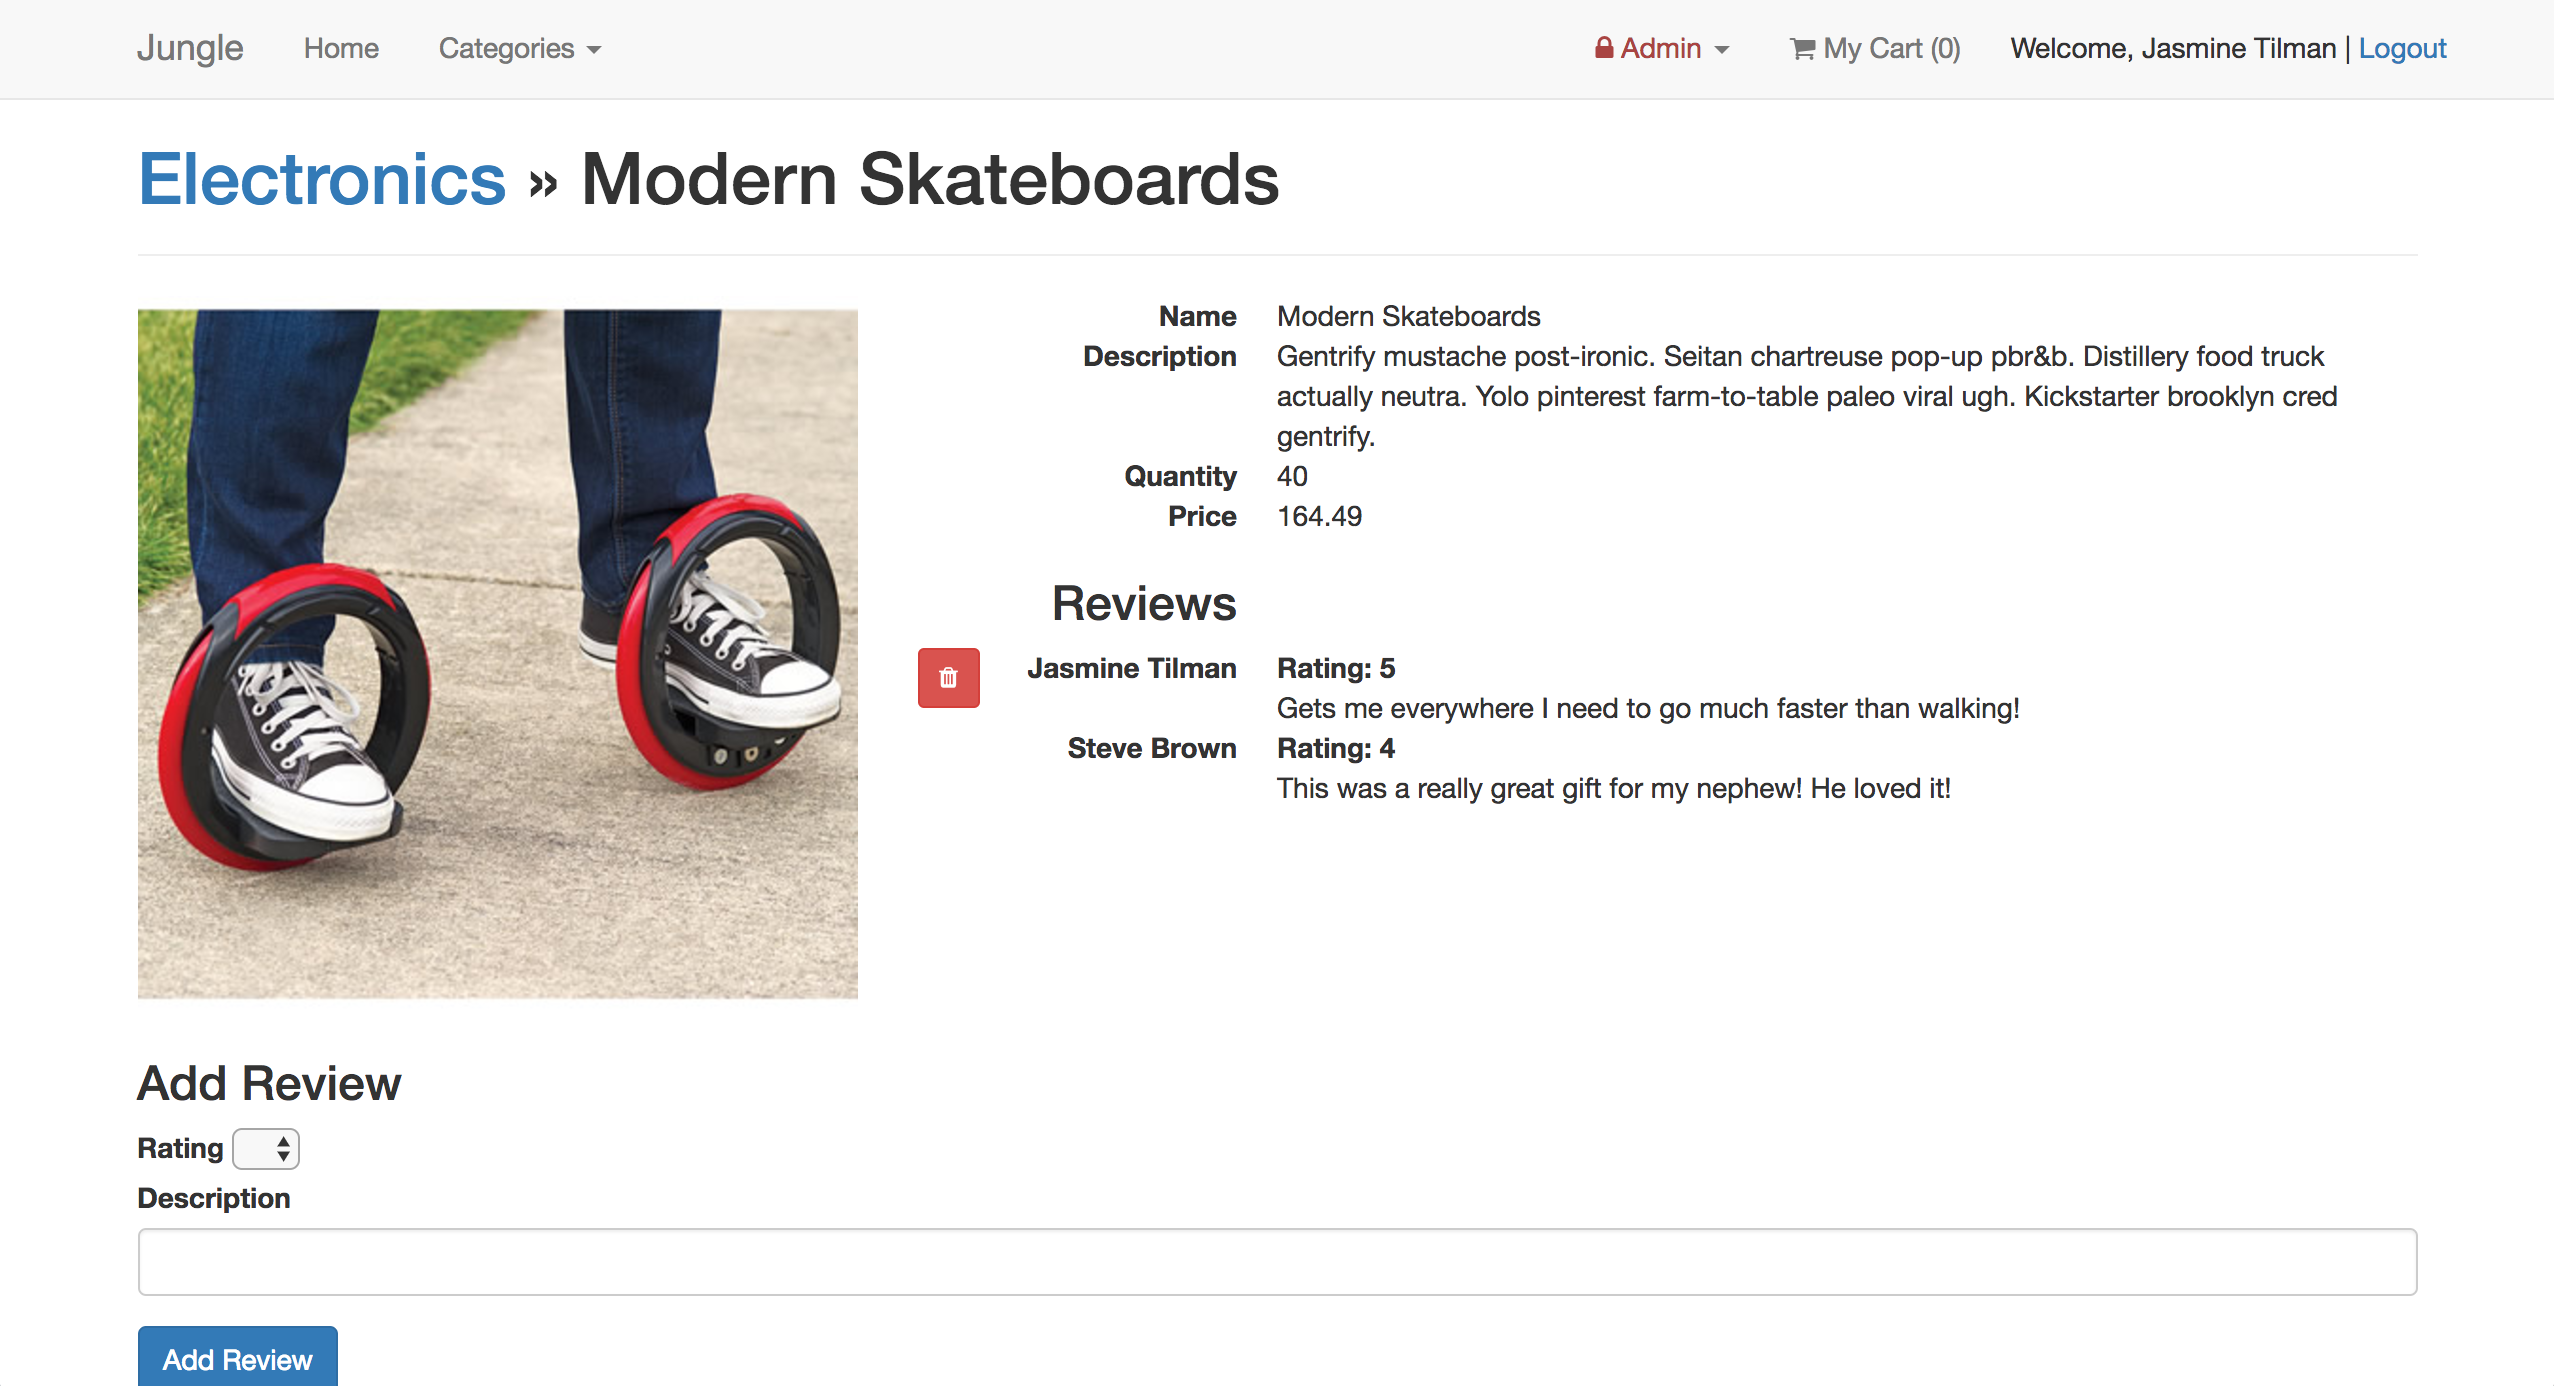 Jungle Home Categories Admin My Cart (0) Welcome, Jasmine Tilman | Logout
Electronics » Modern Skateboards
Name Modern Skateboards
Description Gentrify mustache post-ironic. Seitan chartreuse pop-up pbr&b. Distillery food truck
actually neutra. Yolo pinterest farm-to-table paleo viral ugh. Kickstarter brooklyn cred
gentrify.
Quantity 40
Price 164.49
Reviews
Jasmine Tilman Rating: 5
Gets me everywhere I need to go much faster than walking!
Steve Brown Rating: 4
This was a really great gift for my nephew! He loved it!
Add Review
Rating
Description
Add Review